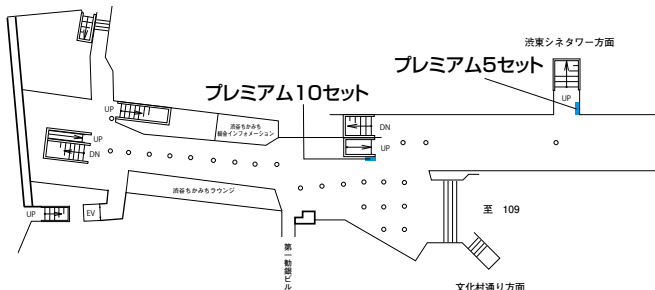 渋東シネタワー方面
プレミアム5セット
プレミアム10セット
UP
UP
渋谷ちかみち
総合インフォメーション
DN
UP
DN
UP
渋谷ちかみちラウンジ
UP
EV
至 109
第一勧銀ビル
文化村通り方面